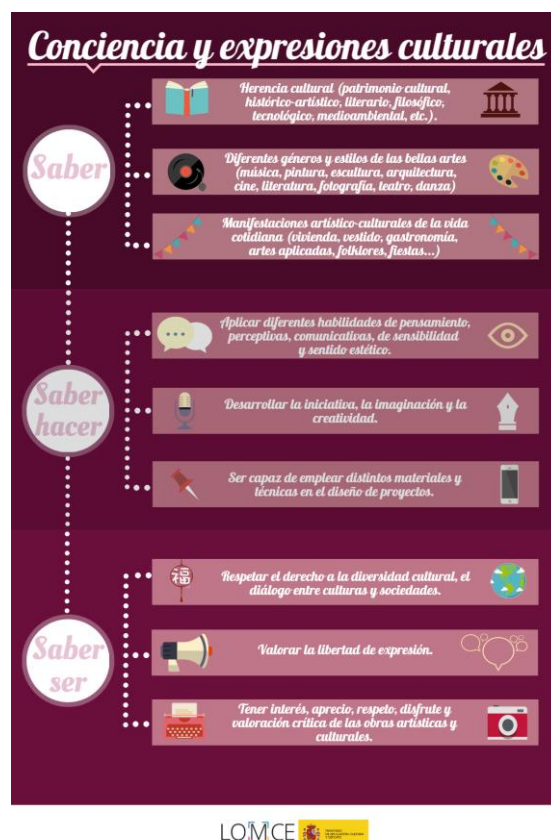 Conciencia y expresiones culturales
Saber
Herencia cultural (patrimonio cultural,
histórico-artístico, literario, filosófico,
tecnológico, medioambiental, etc.).
Diferentes géneros y estilos de las bellas artes
(música, pintura, escultura, arquitectura,
cine, literatura, fotografía, teatro, danza)
Manifestaciones artístico-culturales de la vida
cotidiana (vivienda, vestido, gastronomía,
artes aplicadas, folklores, fiestas...)
Saber
hacer
Aplicar diferentes habilidades de pensamiento,
perceptivas, comunicativas, de sensibilidad
y sentido estético.
Desarrollar la iniciativa, la imaginación y la
creatividad.
Ser capaz de emplear distintos materiales y
técnicas en el diseño de proyectos.
Saber
ser
福
Respetar el derecho a la diversidad cultural, el
diálogo entre culturas y sociedades.
Valorar la libertad de expresión.
Tener interés, aprecio, respeto, disfrute y
valoración crítica de las obras artísticas y
culturales.
LOMCE